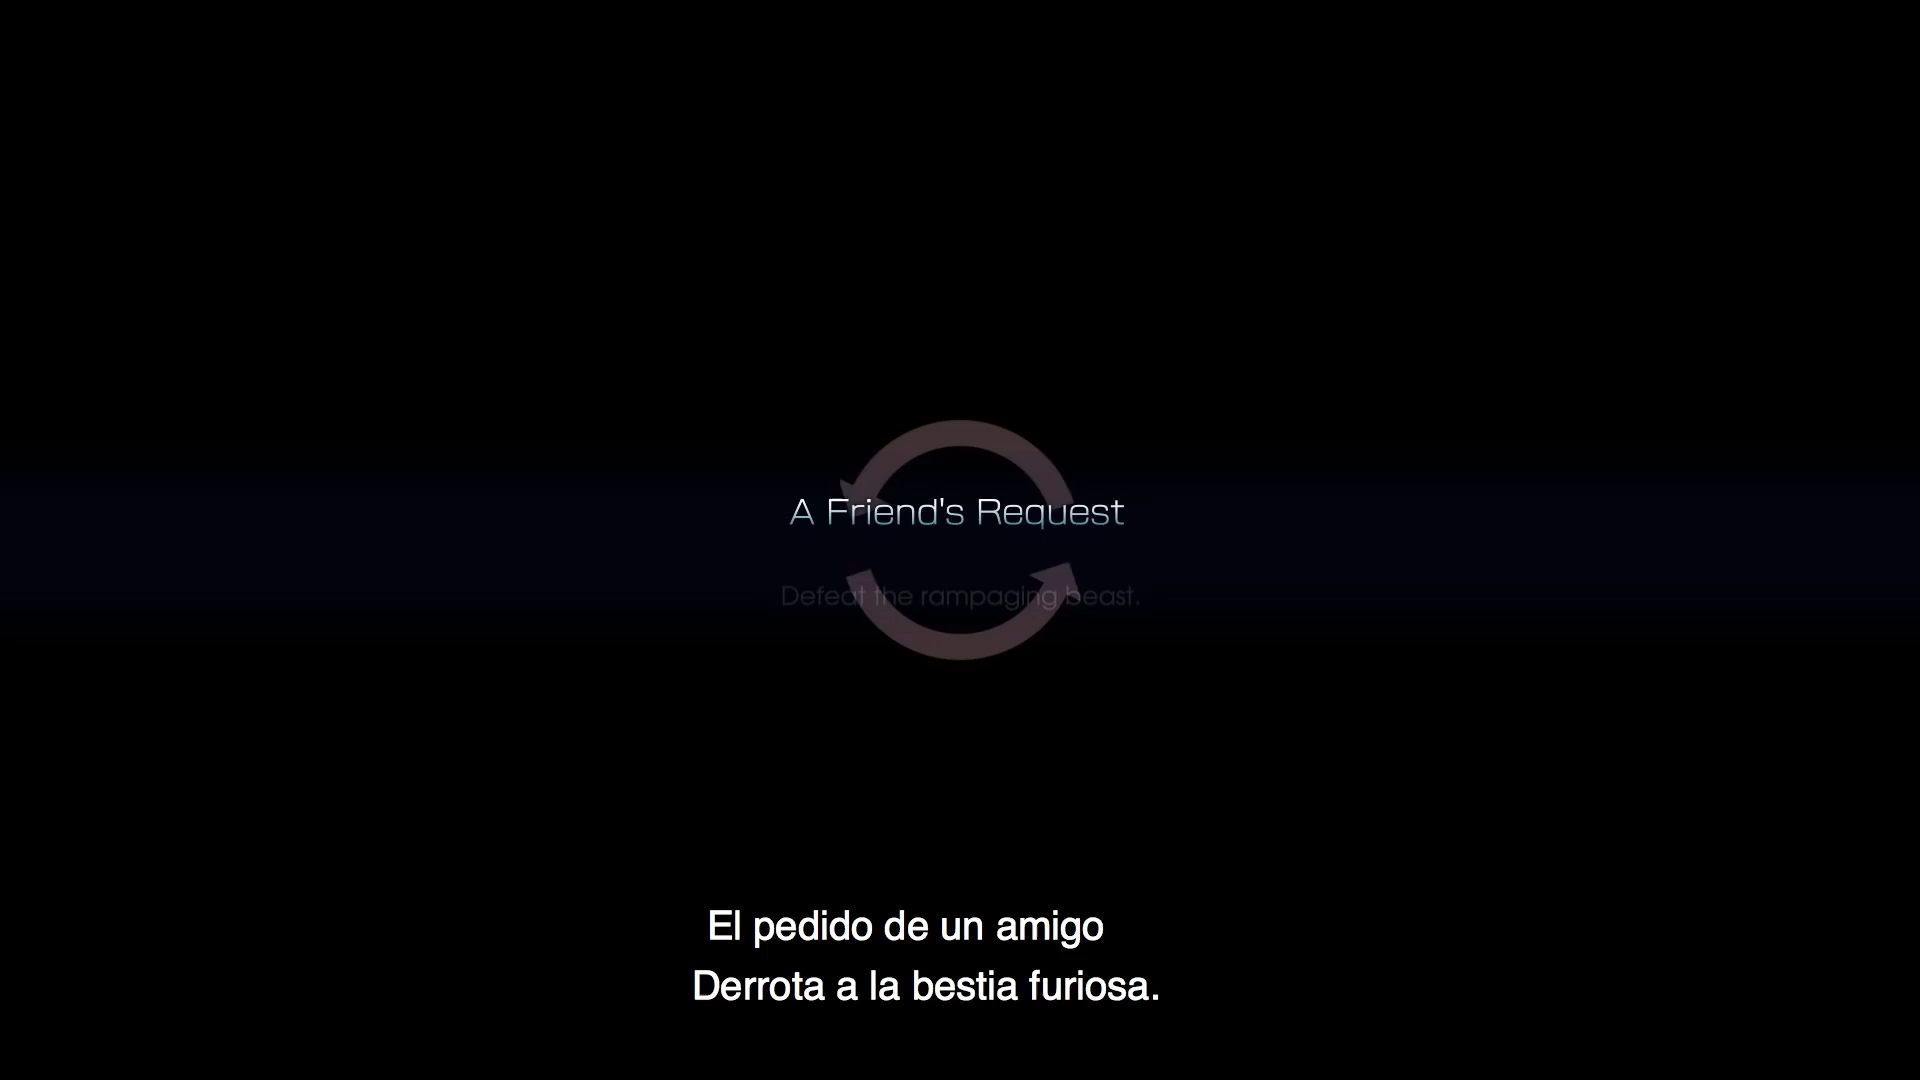 A Friend's Request
Defeat the rampaging beast.
El pedido de un amigo
Derrota a la bestia furiosa.